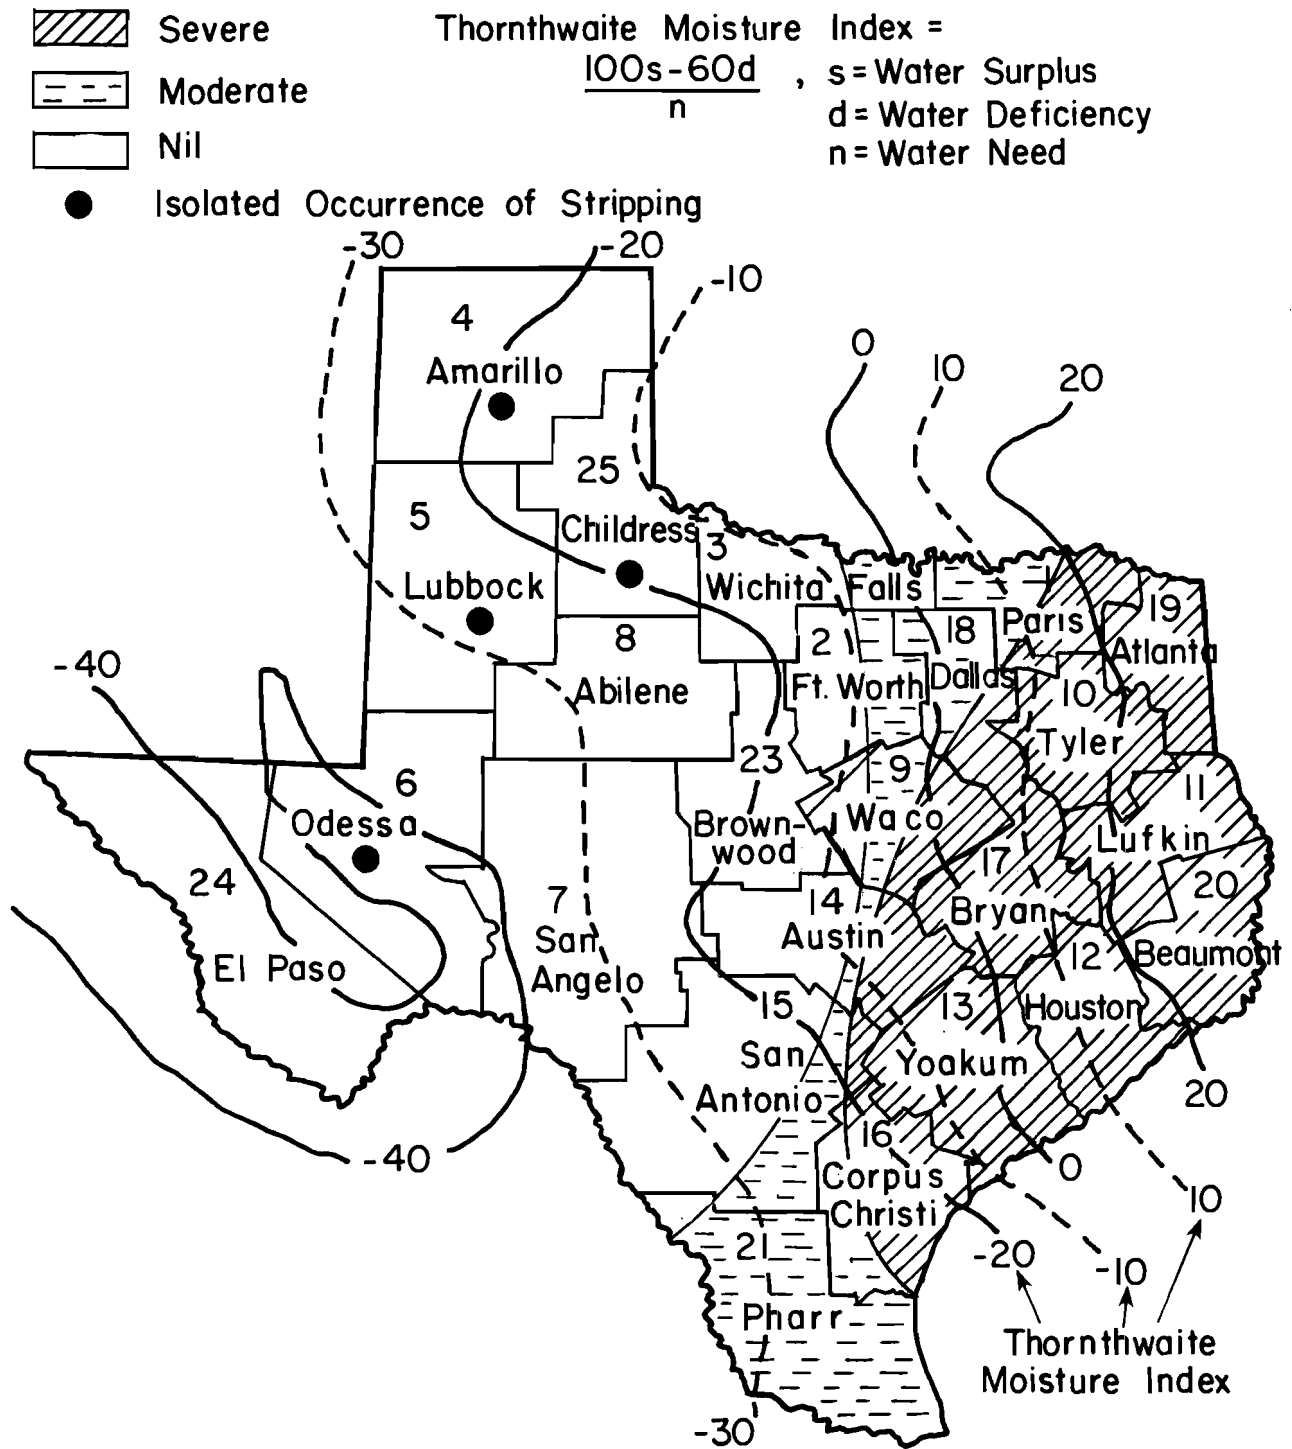 Severe
Moderate
Nil
Isolated Occurrence of Stripping
Thornthwaite Moisture Index =
100s-60d
n
, s = Water Surplus
d = Water Deficiency
n = Water Need
-30
-20
-10
0
10
20
4
Amarillo
25
Childress
5
Lubbock
3
Wichita Falls
8
Abilene
2
Ft. Worth
18
Dallas
Paris
19
Atlanta
10
Tyler
-40
6
Odessa
23
Brown-
wood
9
Waco
11
Lufkin
24
El Paso
7
San
Angelo
14
Austin
17
Bryan
20
Beaumont
12
Houston
15
San
Antonio
13
Yoakum
16
Corpus
Christi
21
Pharr
-40
20
0
10
-20
-10
-30
Thornthwaite
Moisture Index